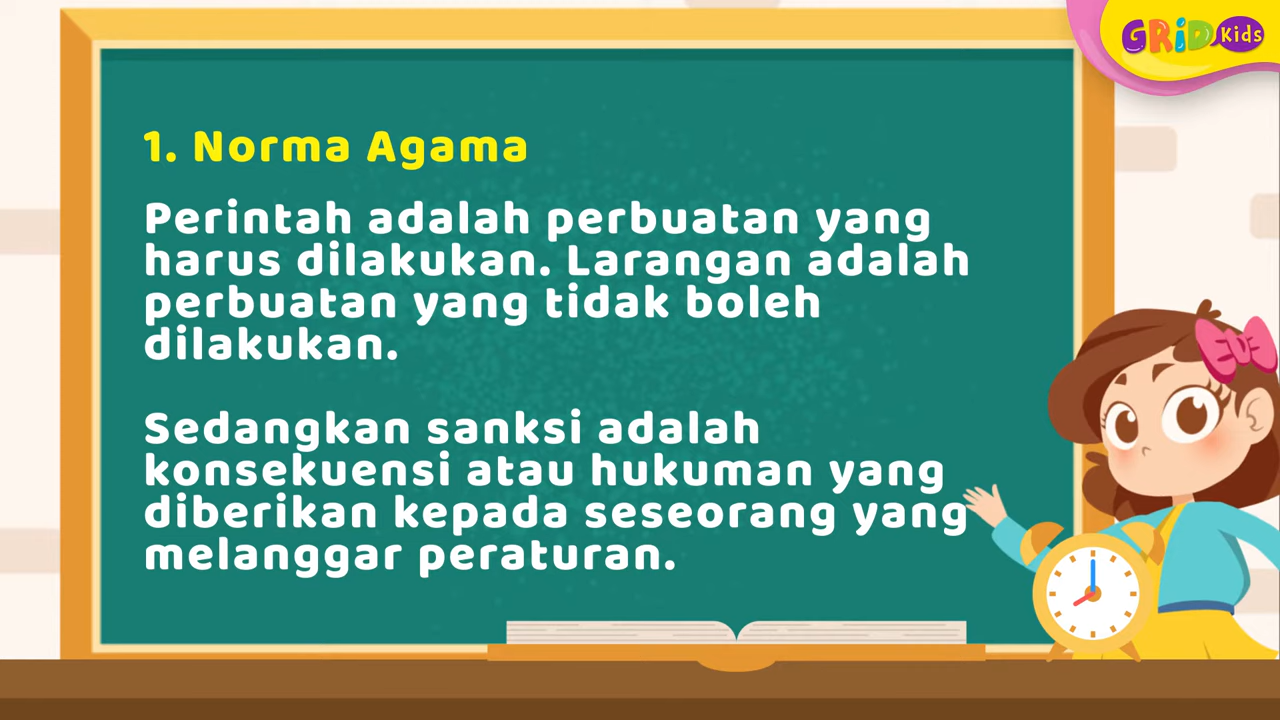 GRID Kids
1. Norma Agama
Perintah adalah perbuatan yang
harus dilakukan. Larangan adalah
perbuatan yang tidak boleh
dilakukan.
Sedangkan sanksi adalah
konsekuensi atau hukuman yang
diberikan kepada seseorang yang
melanggar peraturan.